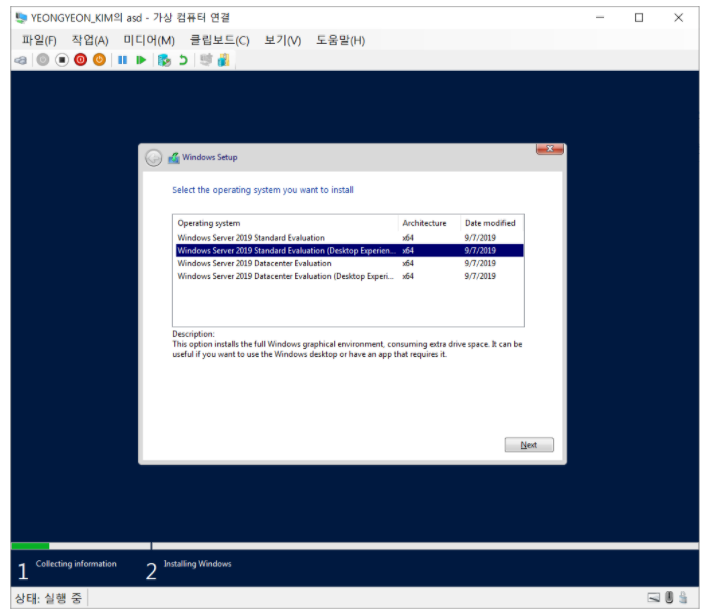 YEONGYEON_KIM의 asd - 가상 컴퓨터 연결
파일(F) 작업(A) 미디어(M) 클립보드(C) 보기(V) 도움말(H)
Windows Setup
Select the operating system you want to install
Operating system Architecture Date modified
Windows Server 2019 Standard Evaluation x64 9/7/2019
Windows Server 2019 Standard Evaluation (Desktop Experien... x64 9/7/2019
Windows Server 2019 Datacenter Evaluation x64 9/7/2019
Windows Server 2019 Datacenter Evaluation (Desktop Experi... x64 9/7/2019
Description:
This option installs the full Windows graphical environment, consuming extra drive space. It can be
useful if you want to use the Windows desktop or have an app that requires it.
Next
1 Collecting information 2 Installing Windows
상태: 실행 중